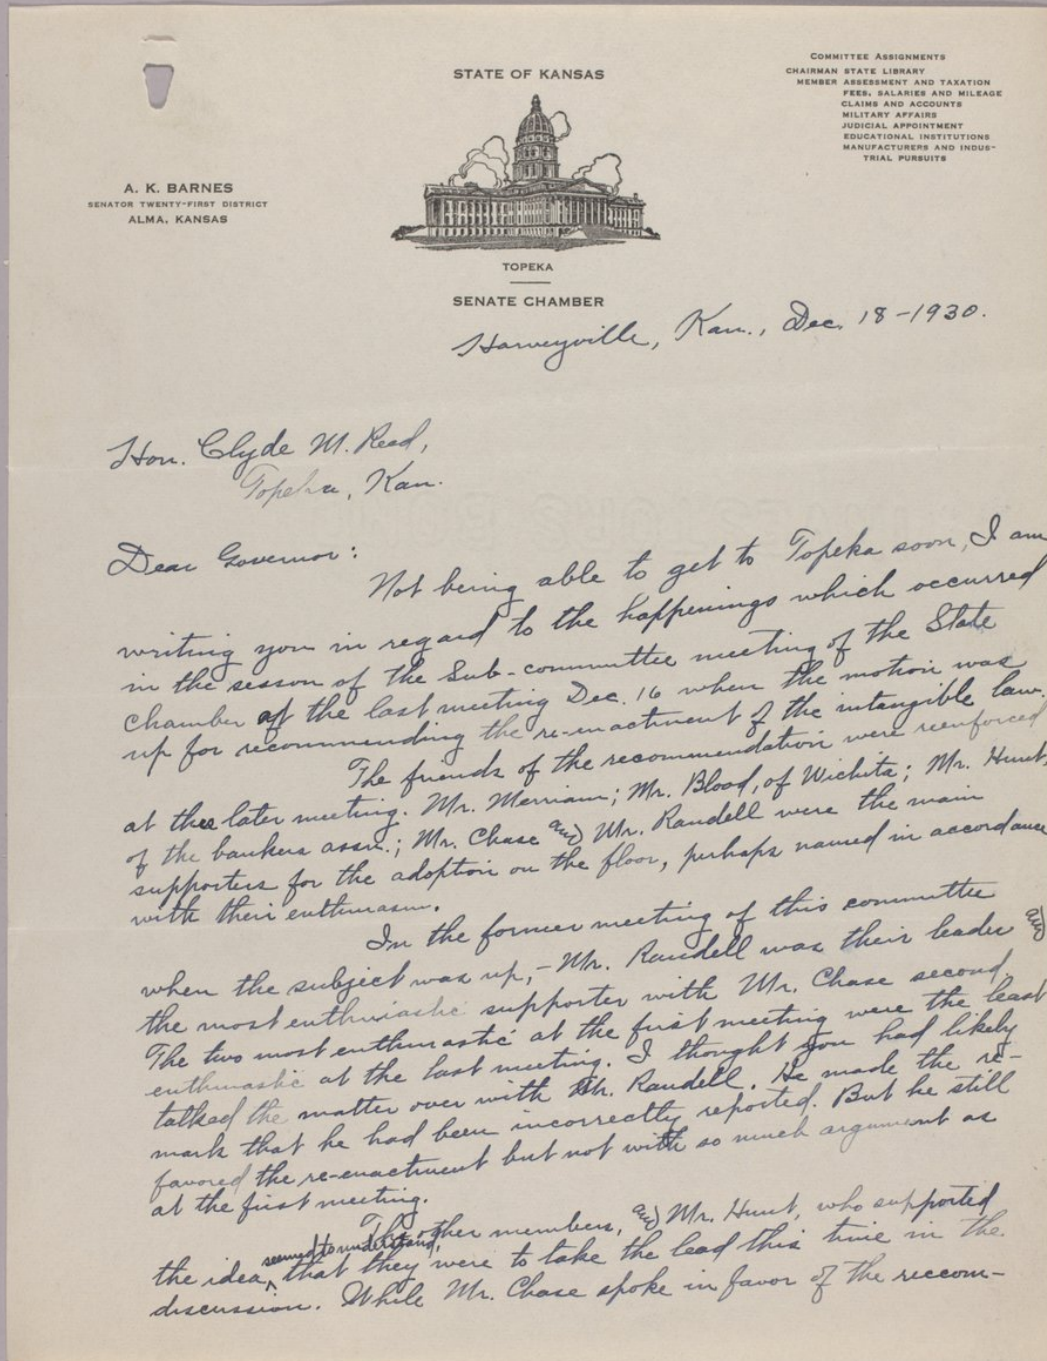 STATE OF KANSAS
COMMITTEE ASSIGNMENTS
CHAIRMAN STATE LIBRARY
MEMBER ASSESSMENT AND TAXATION
FEES, SALARIES AND MILEAGE
CLAIMS AND ACCOUNTS
MILITARY AFFAIRS
JUDICIAL APPOINTMENT
EDUCATIONAL INSTITUTIONS
MANUFACTURERS AND INDUS-
TRIAL PURSUITS
A. K. BARNES
SENATOR TWENTY-FIRST DISTRICT
ALMA, KANSAS
TOPEKA
SENATE CHAMBER
Harveyville, Kan., Dec. 18-1930.
Hon. Clyde M. Reed,
Topeka, Kan.
Dear Governor:
Not being able to get to Topeka soon, I am
writing you in regard to the happenings which occurred
in the sesson of the Sub-committee meeting of the State
Chamber at the last meeting Dec. 16 when the motion was
up for recommending the re-enactment of the intangible law.
The friends of the recommendation were reenforced
at the later meeting. Mr. Merriam; Mr. Blood, of Wichita; Mr. Hunt,
of the bankers assn.; Mr. Chase and Mr. Randell were the main
supporters for the adoption on the floor, perhaps named in accordance
with their enthusiasm.
In the former meeting of this committee
when the subject was up,- Mr. Randell was their leader and
the most enthusiastic supporter with Mr. Chase second.
The two most enthusiastic at the first meeting were the least
enthusiastic at the last meeting. I thought you had likely
talked the matter over with Mr. Randell. He made the re-
mark that he had been incorrectly reported. But he still
favored the re-enactment but not with so much argument as
at the first meeting.
The other members, and Mr. Hunt, who supported
the idea, seemed to understand, that they were to take the lead this time in the
discussion. While Mr. Chase spoke in favor of the reccom-